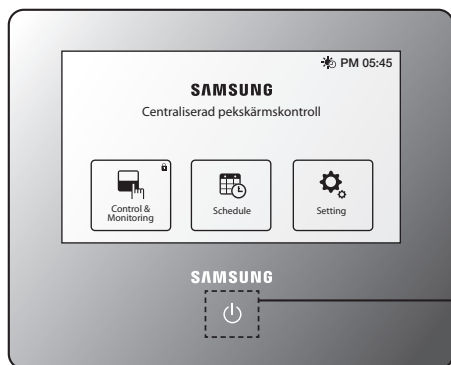 PM 05:45
SAMSUNG
Centraliserad pekskärmskontroll
Control &
Monitoring
Schedule
Setting
SAMSUNG